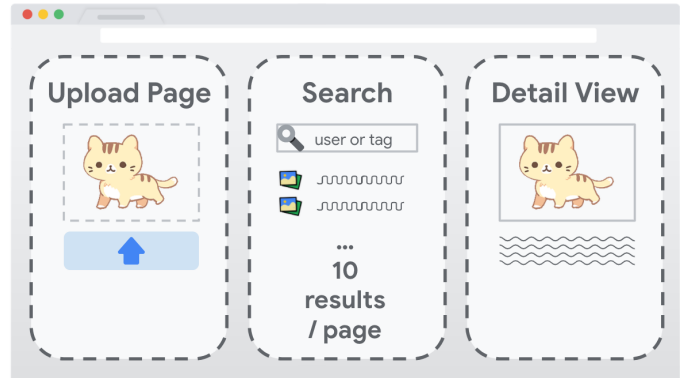 Upload Page
Search
user or tag
...
10
results
/ page
Detail View